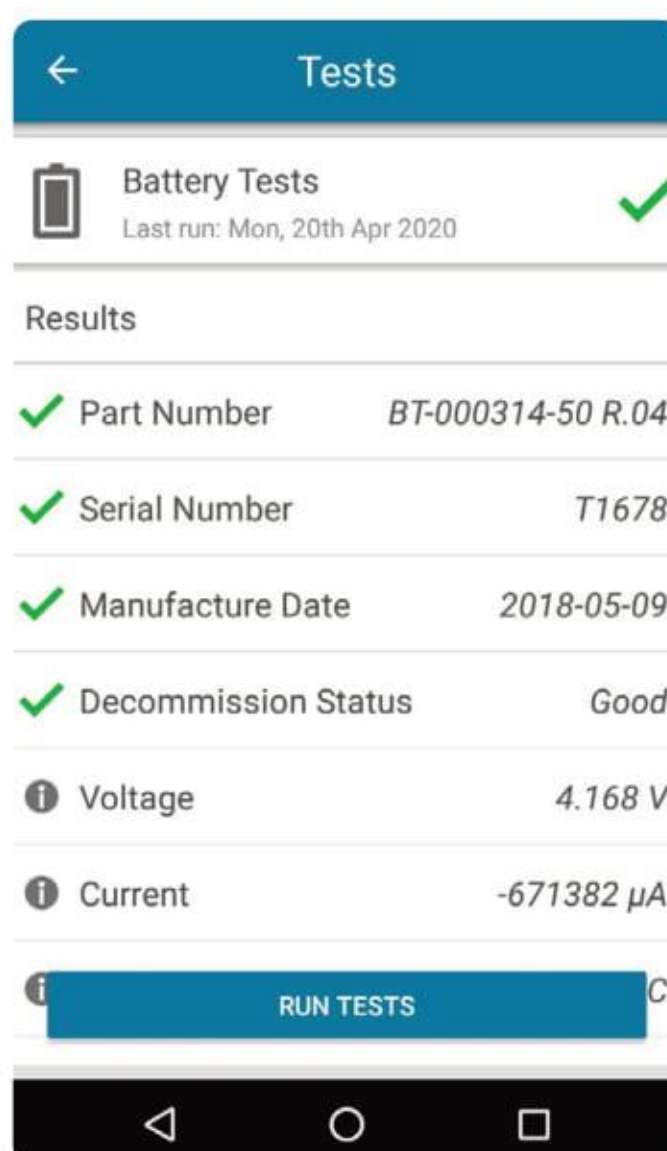 Tests
Battery Tests
Last run: Mon, 20th Apr 2020
Results
Part Number BT-000314-50 R.04
Serial Number T1678
Manufacture Date 2018-05-09
Decommission Status Good
Voltage 4.168 V
Current -671382 µA
C
RUN TESTS